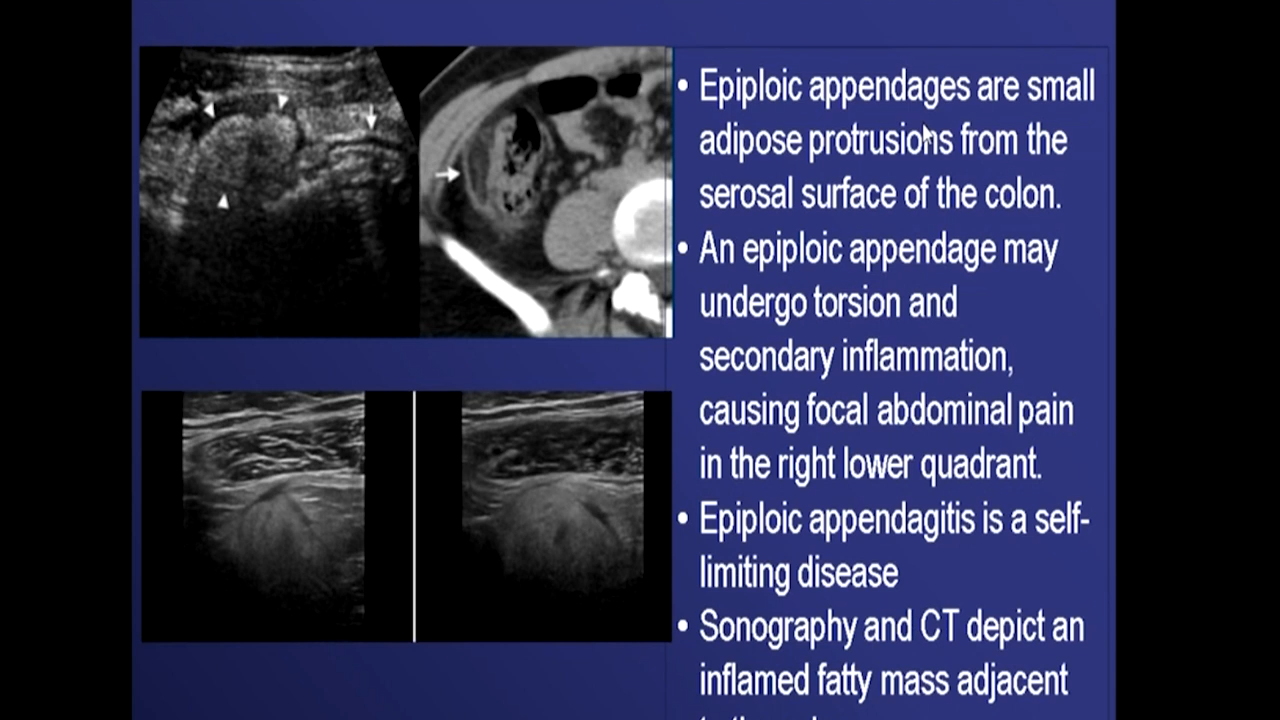 • Epiploic appendages are small
adipose protrusions from the
serosal surface of the colon.
• An epiploic appendage may
undergo torsion and
secondary inflammation,
causing focal abdominal pain
in the right lower quadrant.
• Epiploic appendagitis is a self-
limiting disease
• Sonography and CT depict an
inflamed fatty mass adjacent